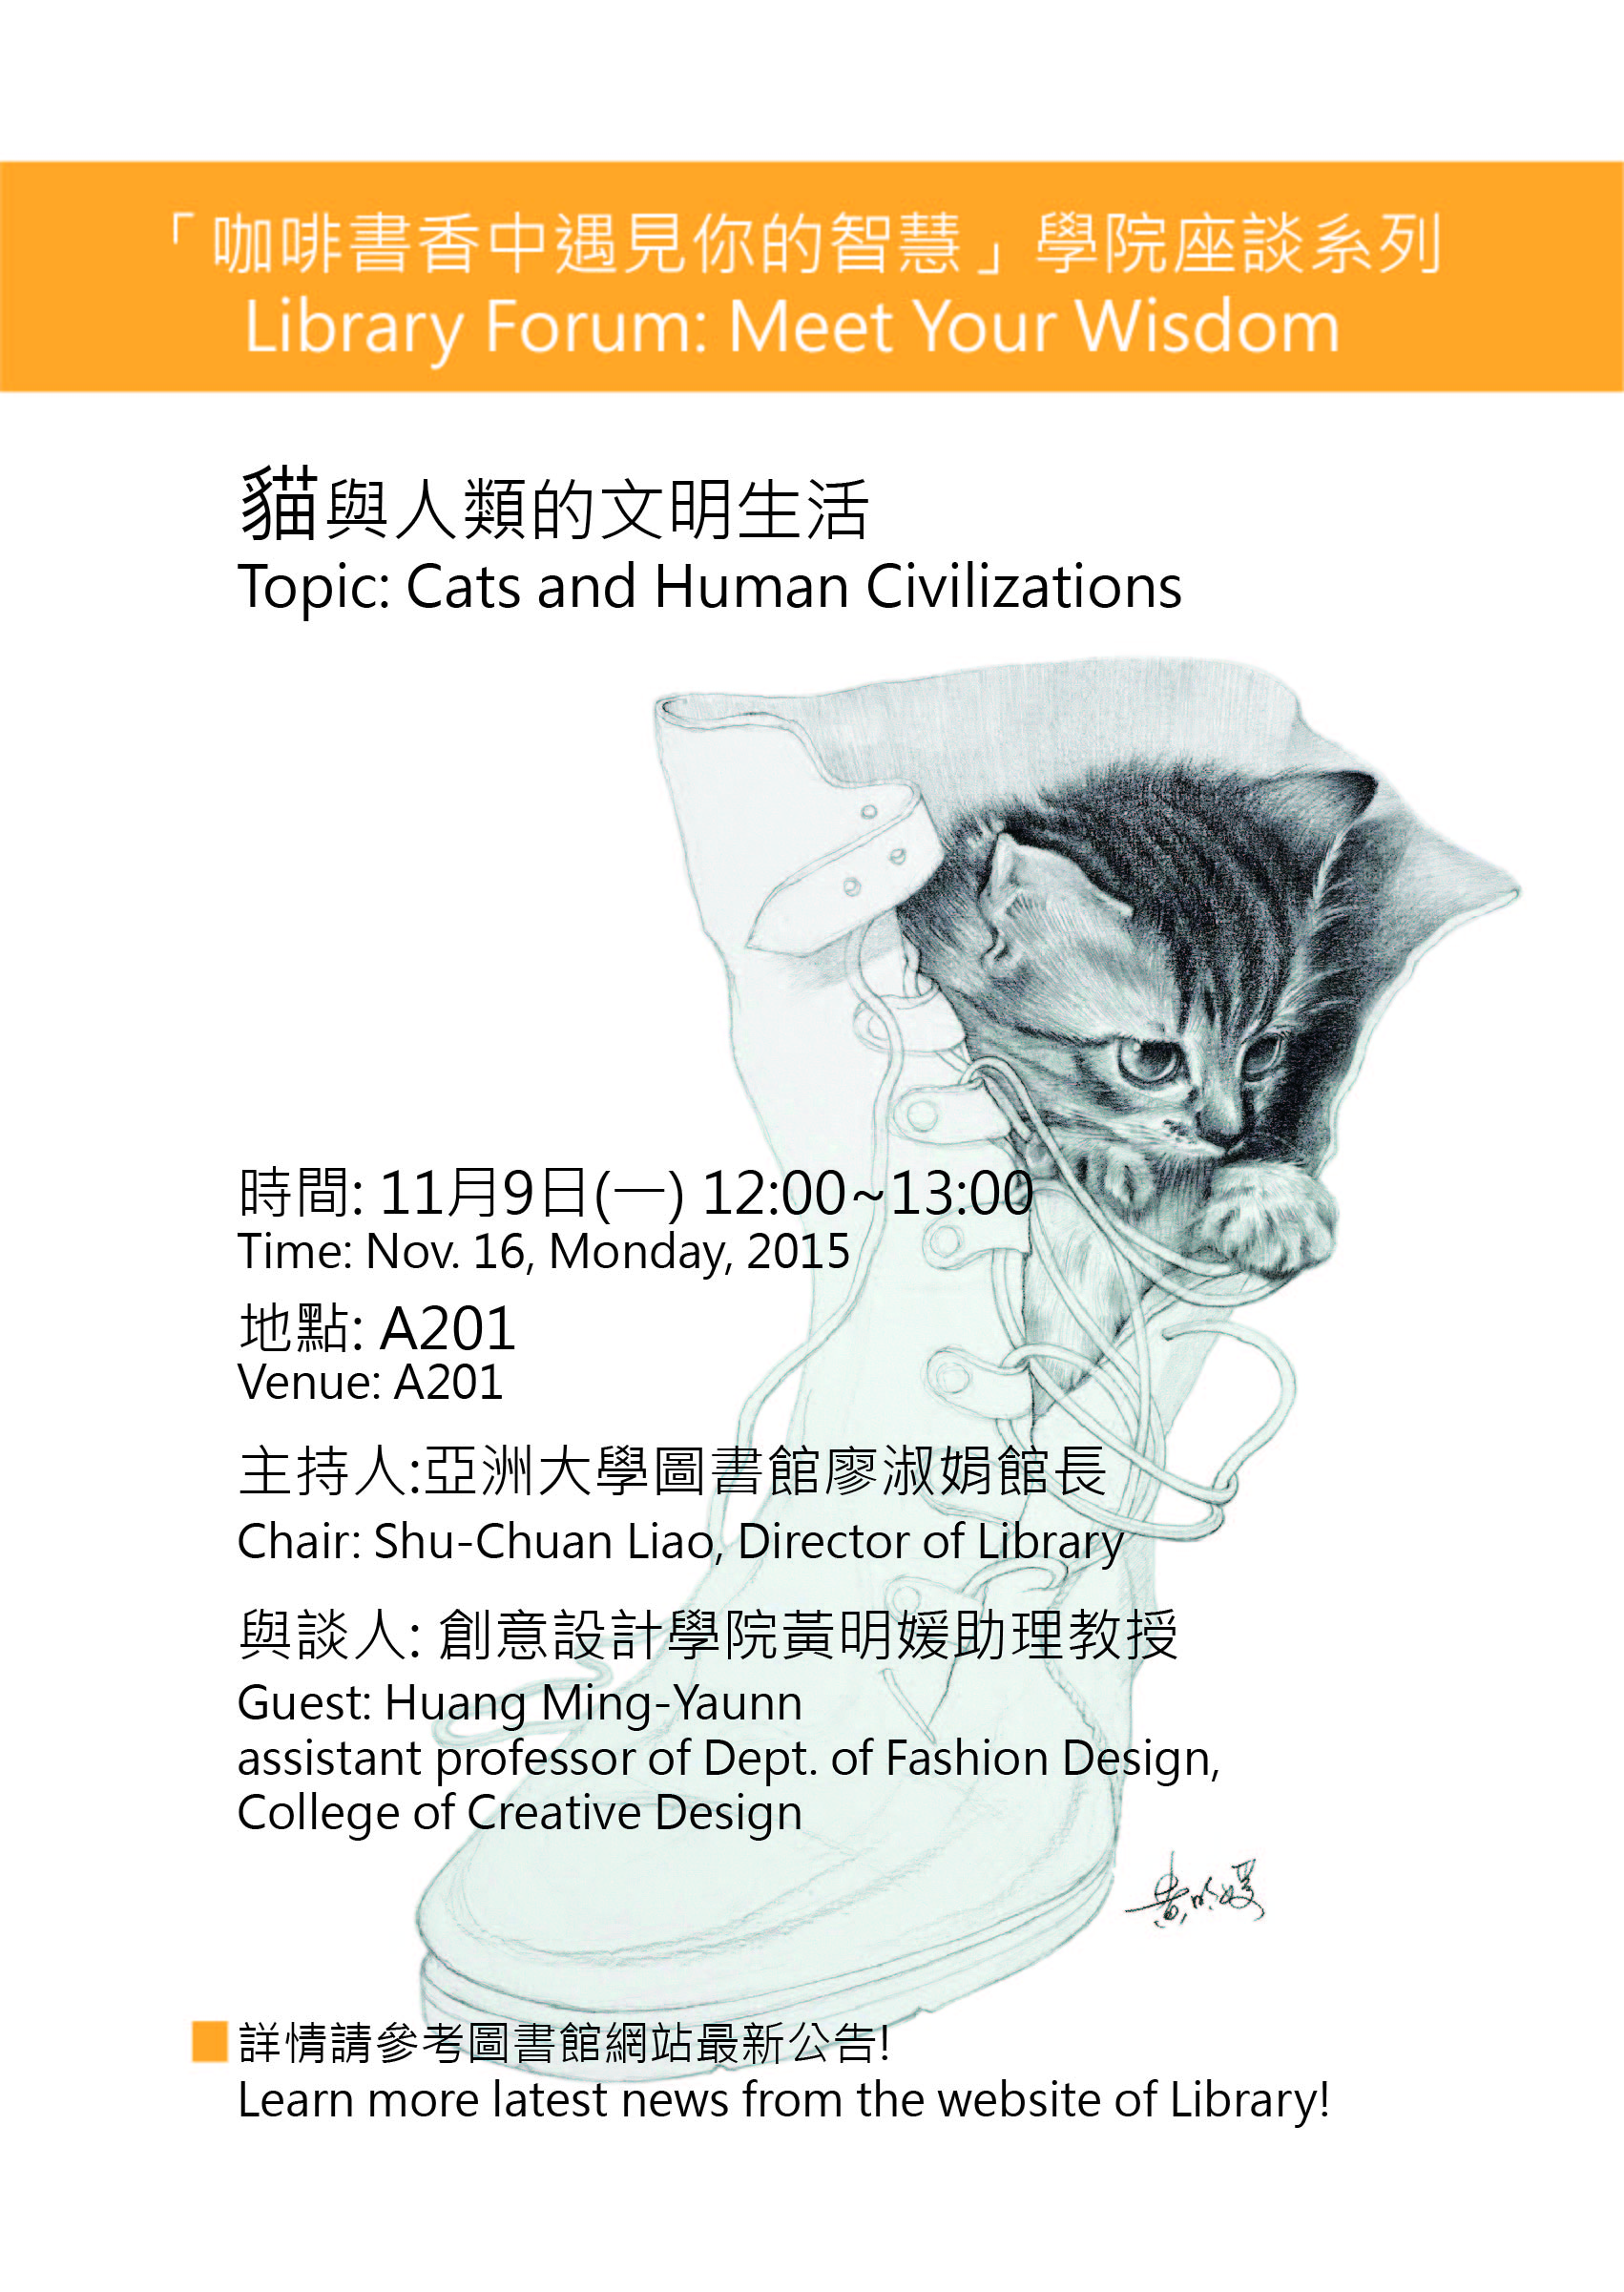 「咖啡書香中遇見你的智慧」學院座談系列
Library Forum: Meet Your Wisdom
貓與人類的文明生活
Topic: Cats and Human Civilizations
時間: 11月9日(一) 12:00~13:00
Time: Nov. 16, Monday, 2015
地點: A201
Venue: A201
主持人:亞洲大學圖書館廖淑娟館長
Chair: Shu-Chuan Liao, Director of Library
與談人: 創意設計學院黃明媛助理教授
Guest: Huang Ming-Yaunn
assistant professor of Dept. of Fashion Design,
College of Creative Design
黃明媛
詳情請參考圖書館網站最新公告!
Learn more latest news from the website of Library!